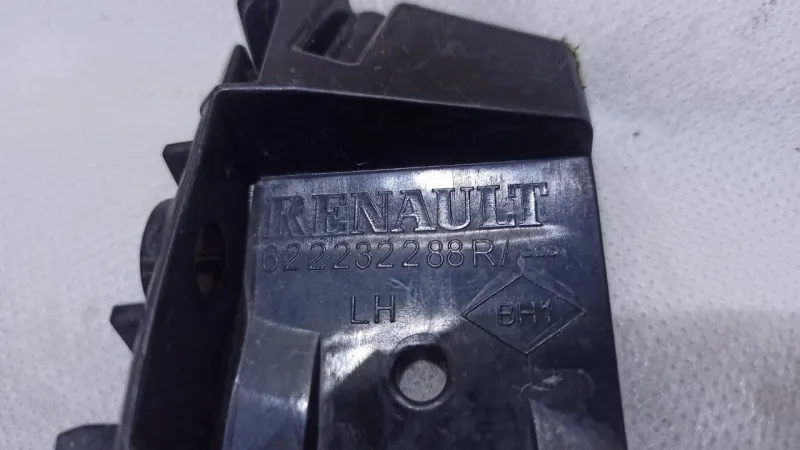 RENAULT
622232288R/
LH
BH1